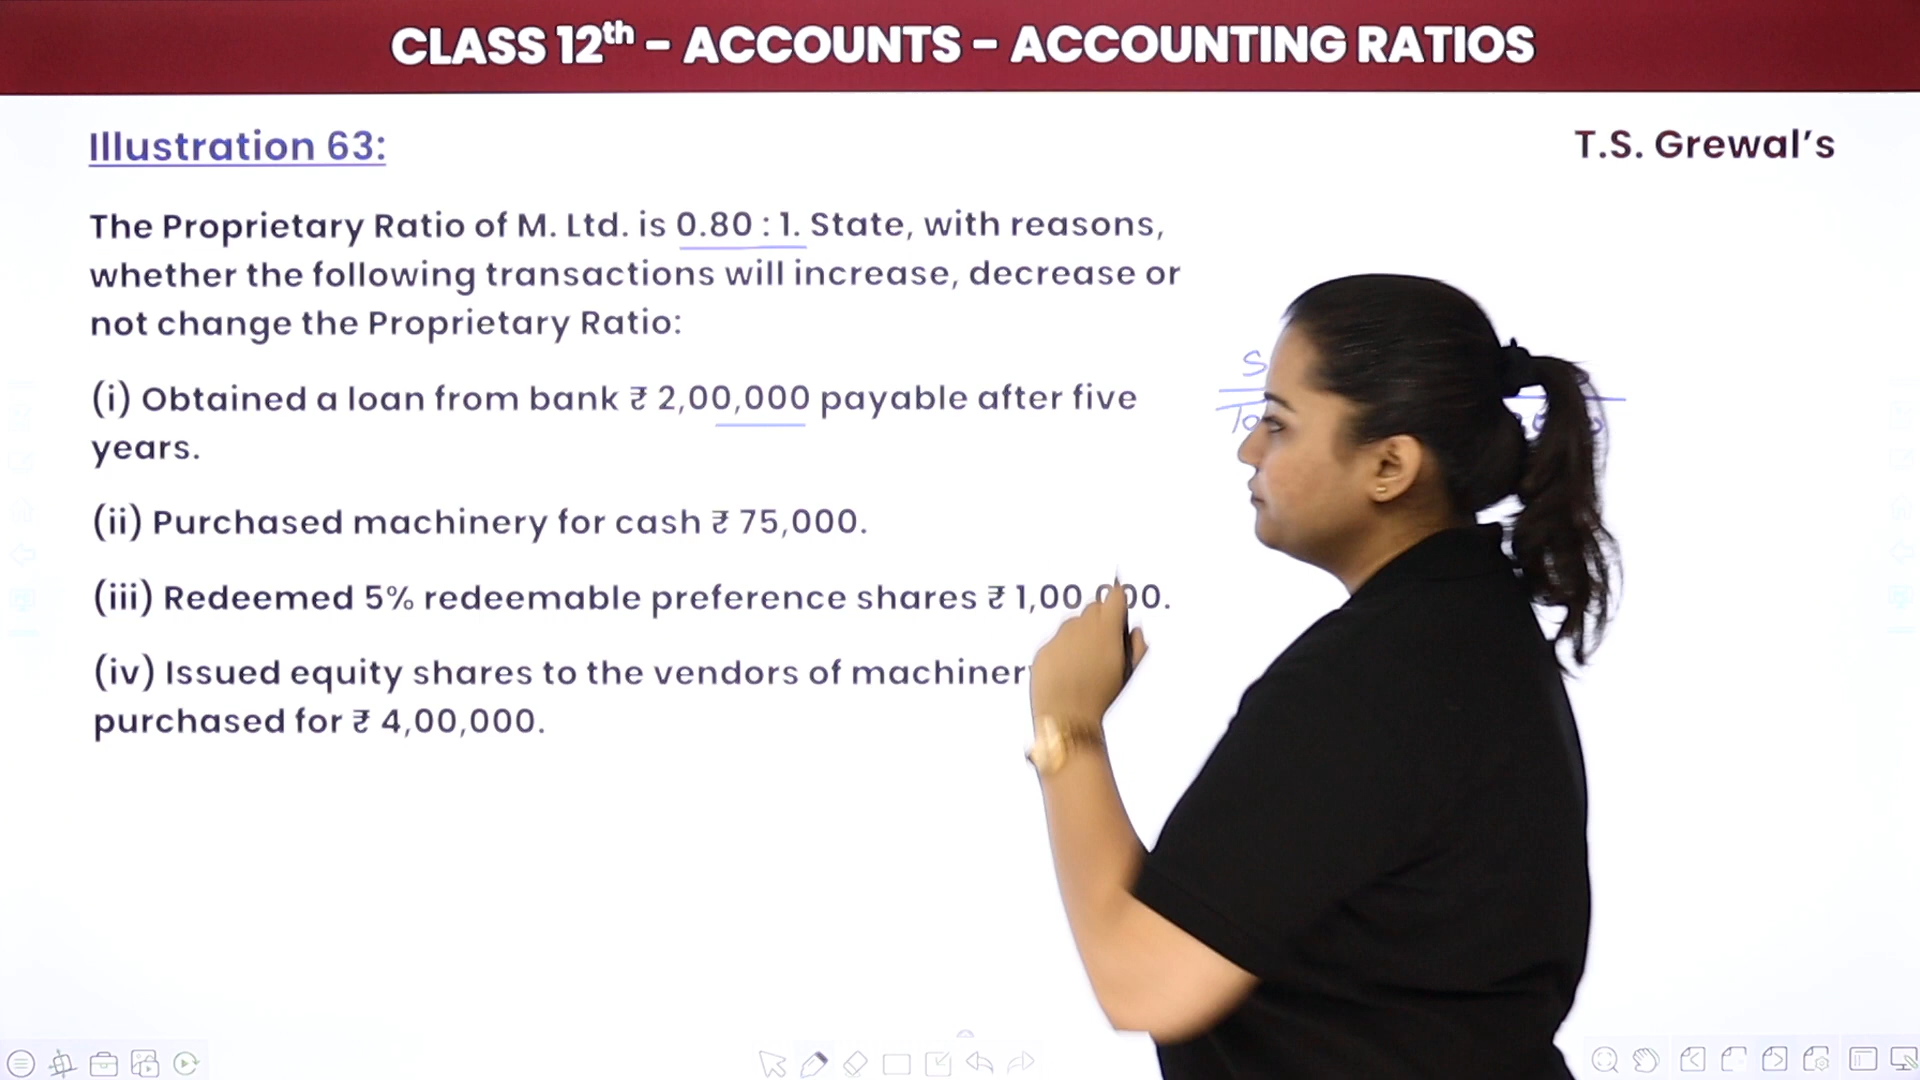 CLASS 12th – ACCOUNTS – ACCOUNTING RATIOS
Illustration 63:
T.S. Grewal's
The Proprietary Ratio of M. Ltd. is 0.80 : 1. State, with reasons,
whether the following transactions will increase, decrease or
not change the Proprietary Ratio:
(i) Obtained a loan from bank ₹ 2,00,000 payable after five
years.
(ii) Purchased machinery for cash ₹ 75,000.
(iii) Redeemed 5% redeemable preference shares ₹ 1,00,000.
(iv) Issued equity shares to the vendors of
purchased for ₹ 4,00,000.